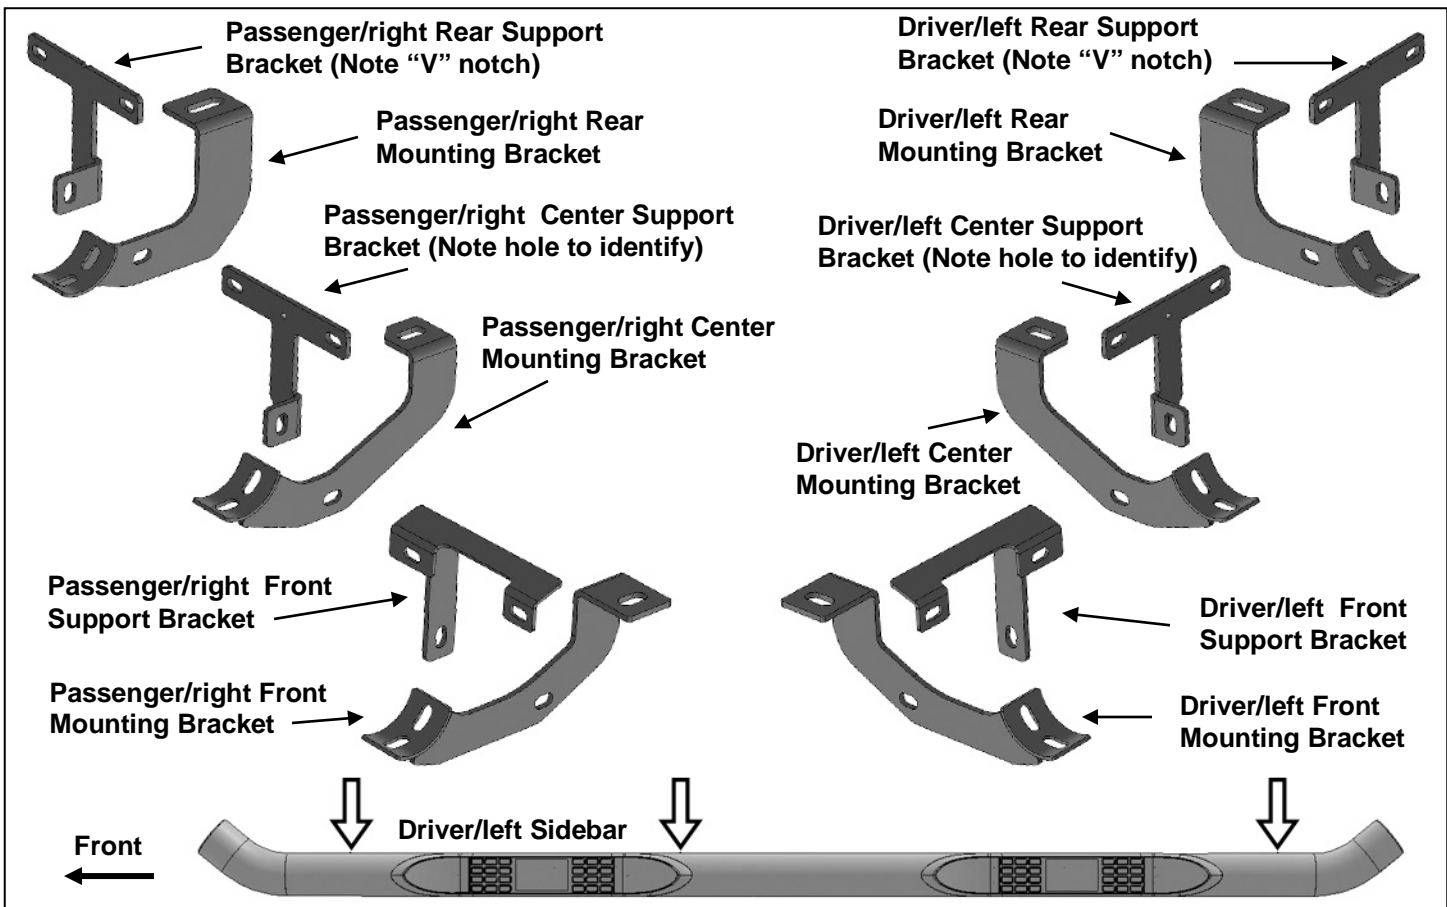 Passenger/right Rear Support
Bracket (Note “V” notch)
Driver/left Rear Support
Bracket (Note “V” notch)
Passenger/right Rear
Mounting Bracket
Driver/left Rear
Mounting Bracket
Passenger/right  Center Support
Bracket (Note hole to identify)
Driver/left Center Support
Bracket (Note hole to identify)
Passenger/right Center
Mounting Bracket
Driver/left Center
Mounting Bracket
Passenger/right  Front
Support Bracket
Driver/left  Front
Support Bracket
Passenger/right Front
Mounting Bracket
Driver/left Front
Mounting Bracket
Driver/left Sidebar
Front